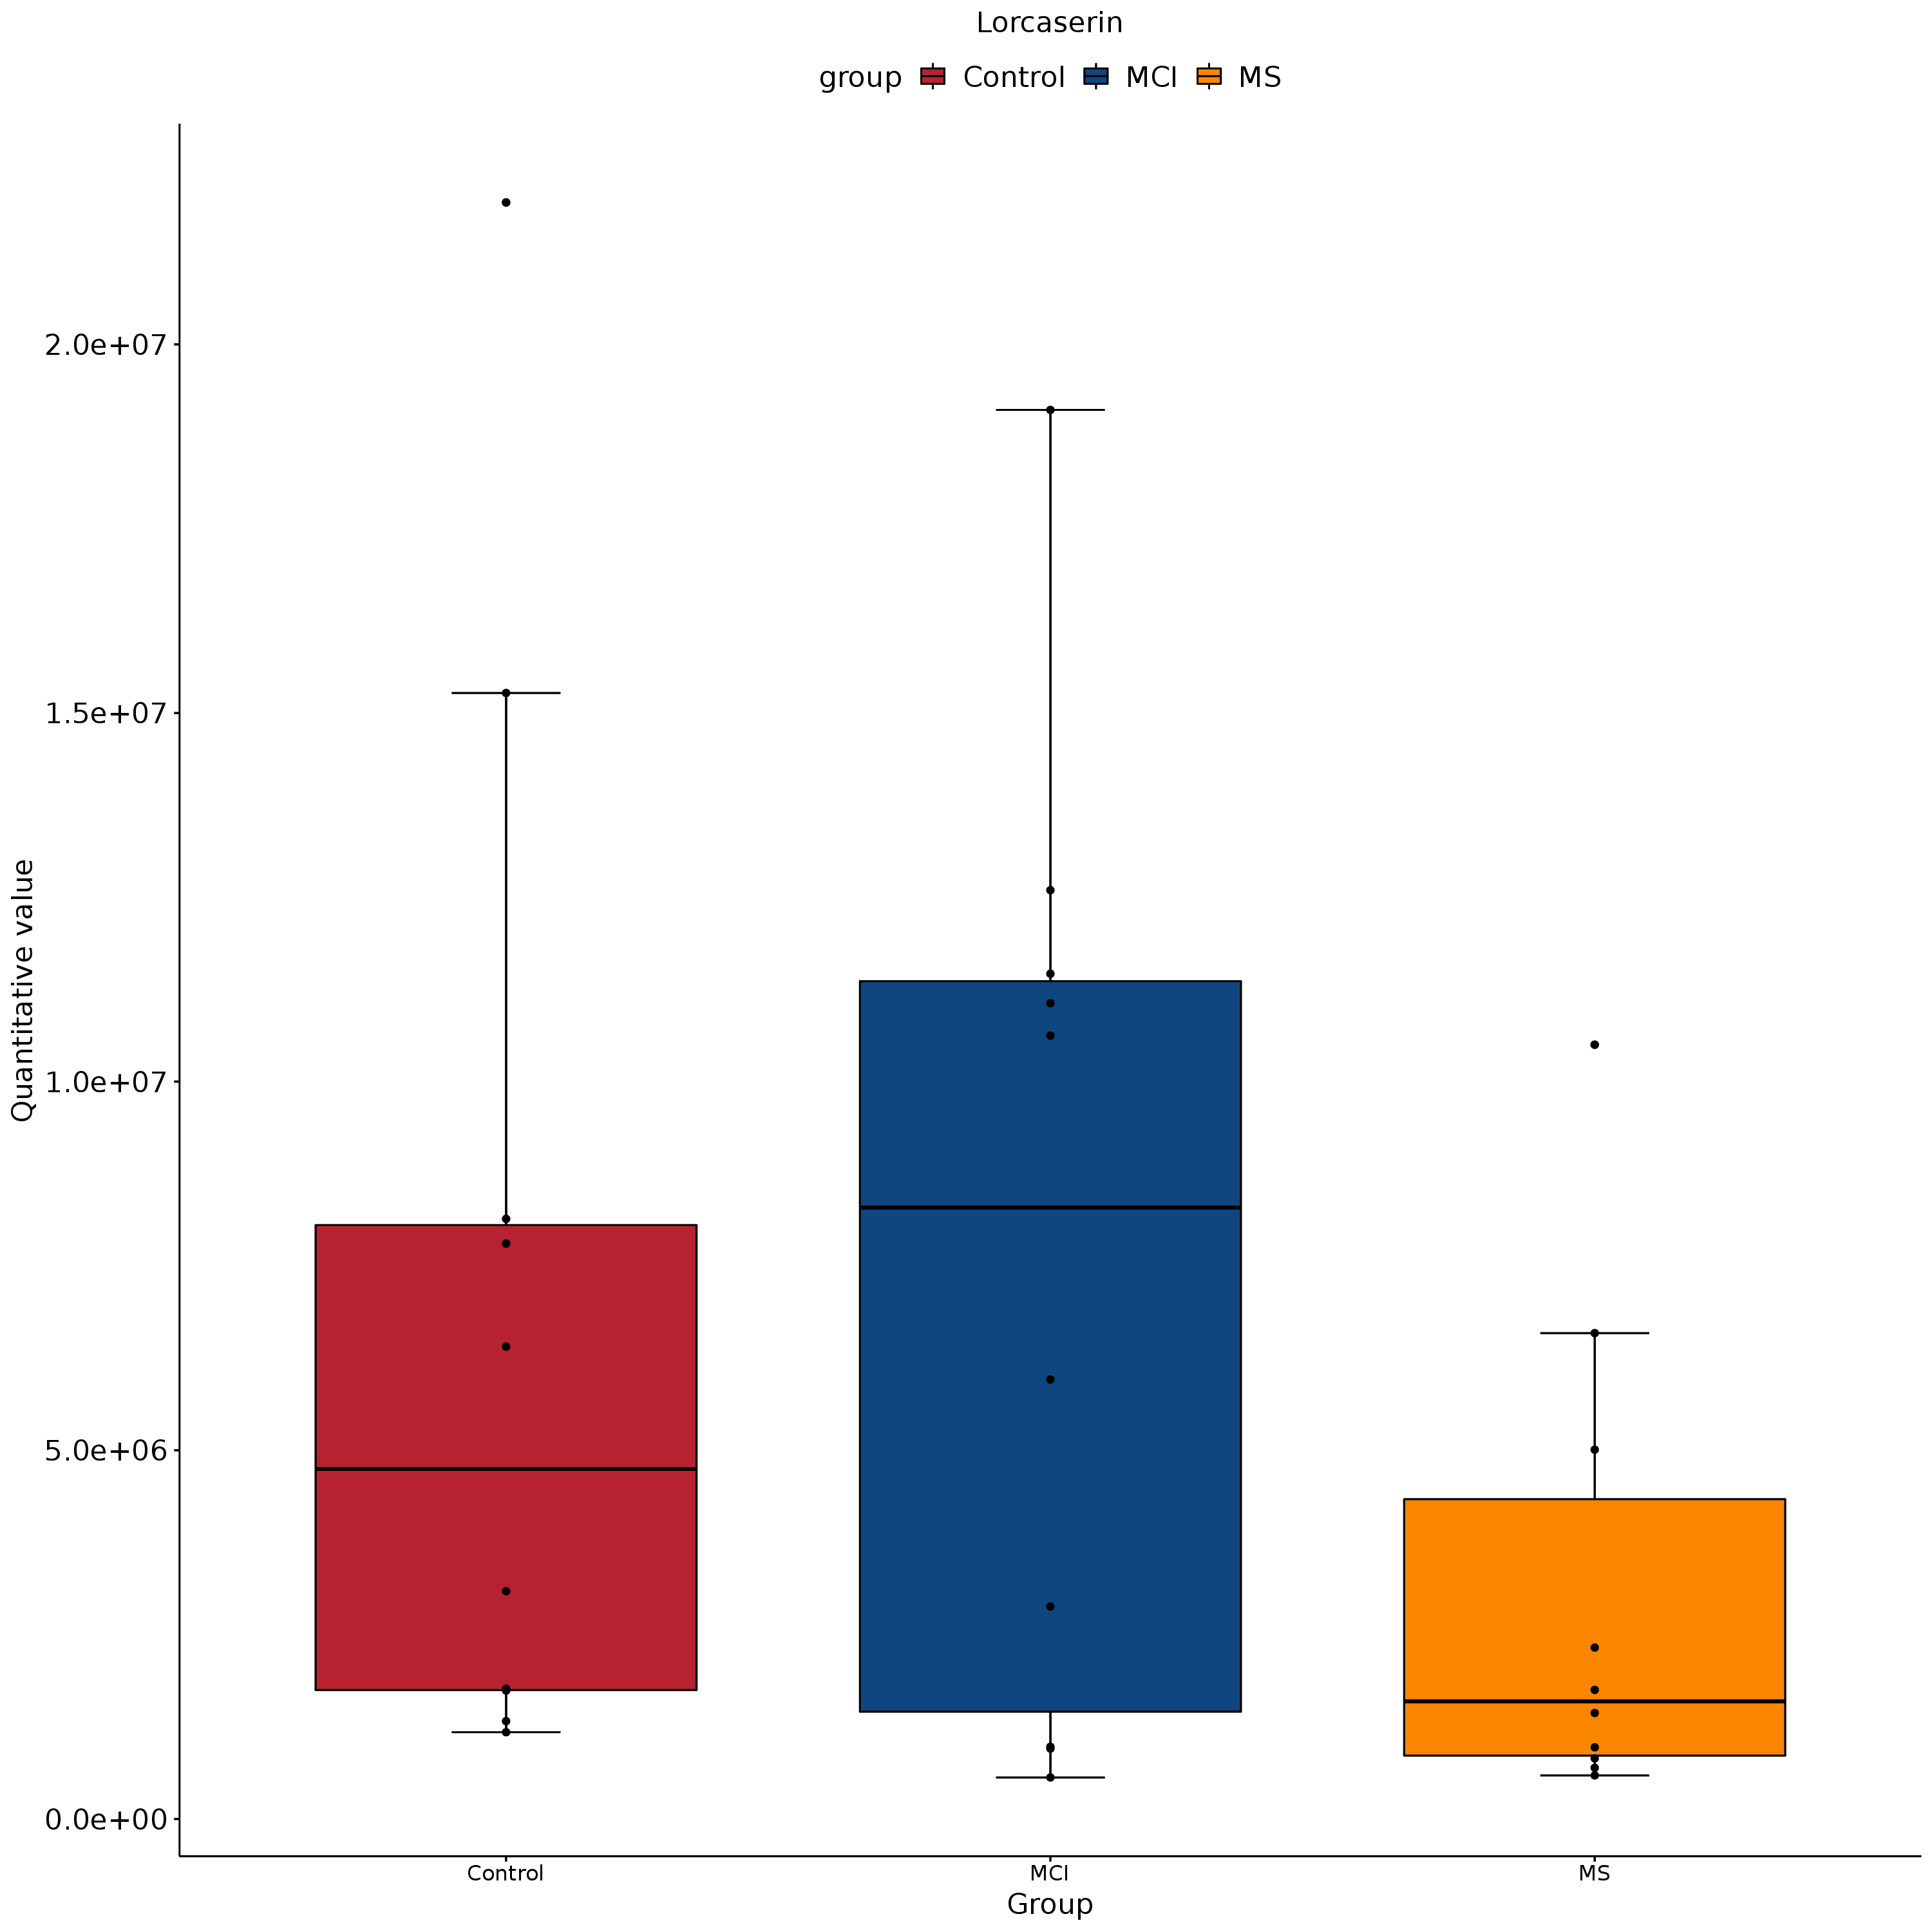 Lorcaserin
group Control MCI MS
Quantitative value
2.0e+07
1.5e+07
1.0e+07
5.0e+06
0.0e+00
Control MCI MS
Group